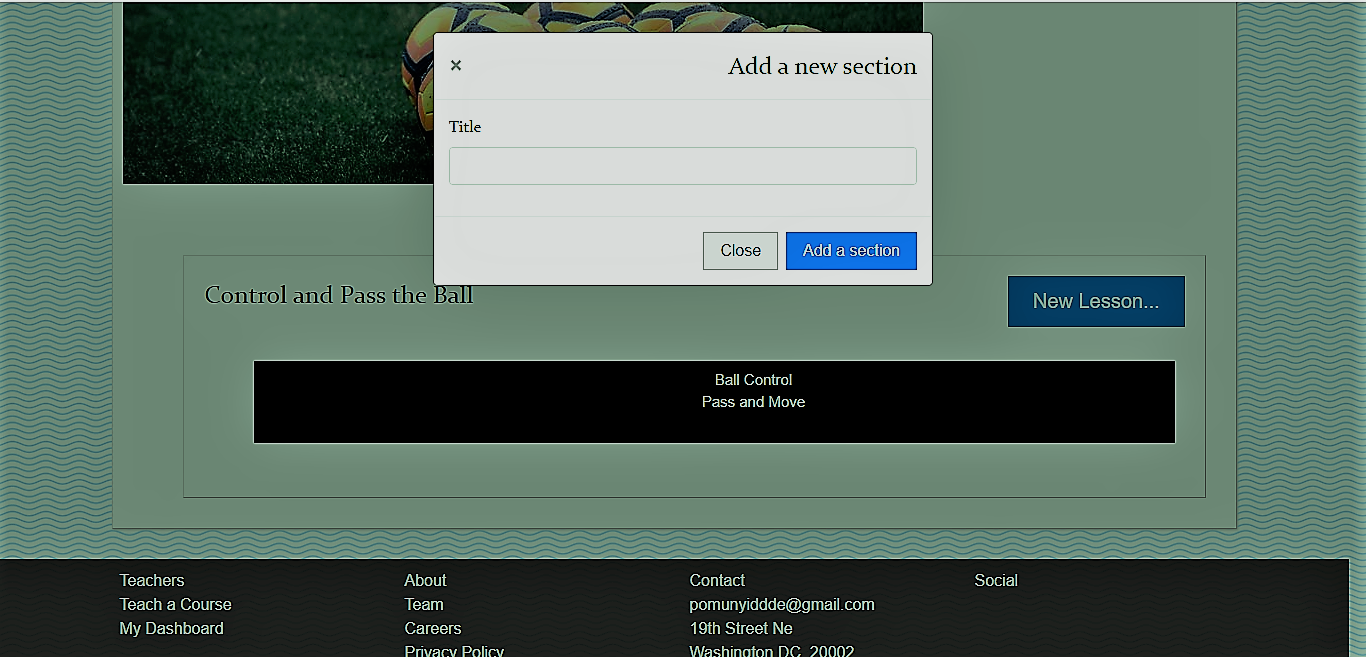 ×
Add a new section
Title
Close
Add a section
Control and Pass the Ball
New Lesson...
Ball Control
Pass and Move
Teachers
Teach a Course
My Dashboard
About
Team
Careers
Privacy Policy
Contact
pomunyiddde@gmail.com
19th Street Ne
Washington DC, 20002
Social